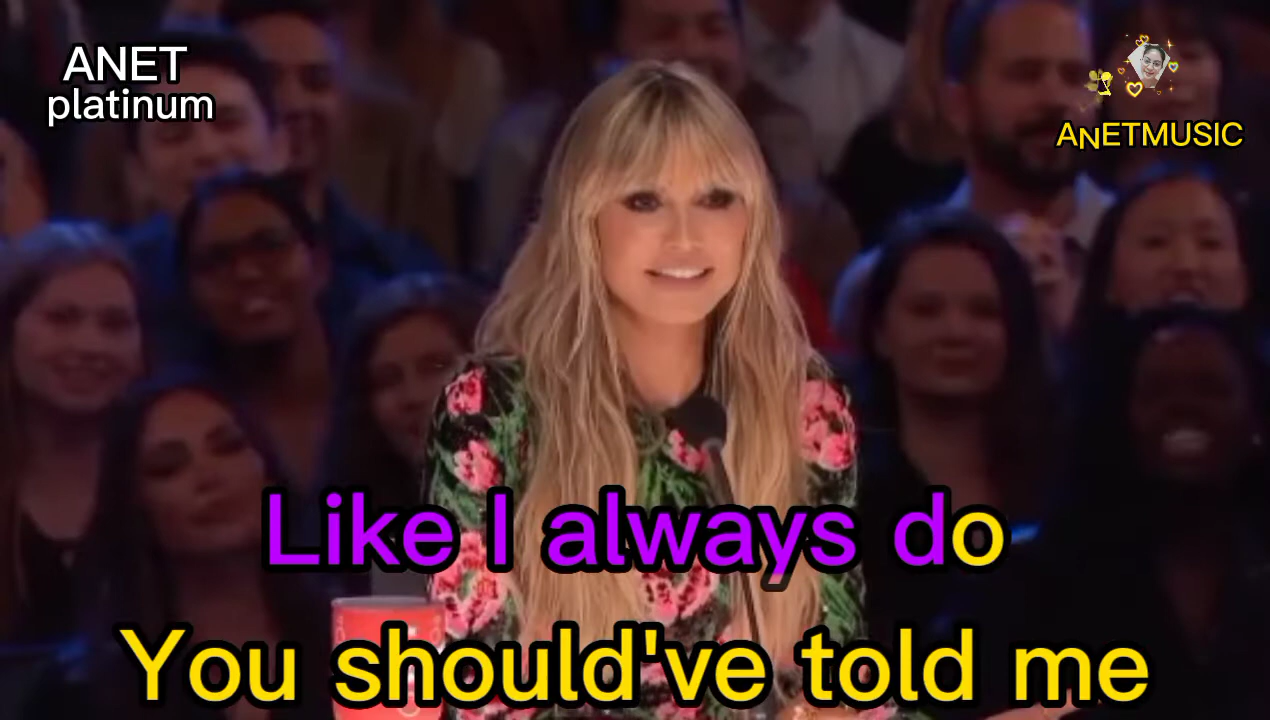 ANET
platinum
ANETMUSIC
Like I always do
You should've told me